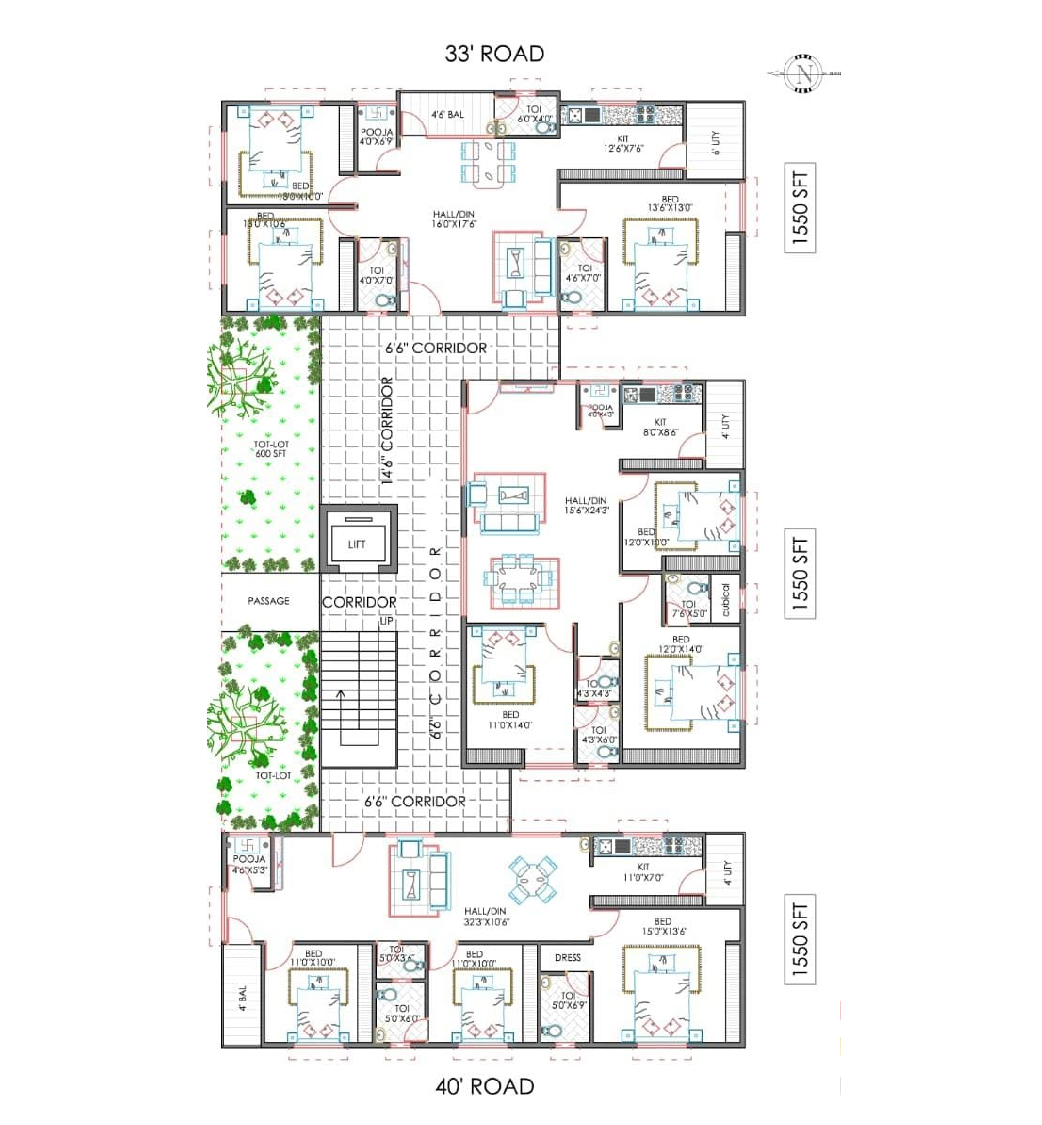 33' ROAD
N
4'6' BAL
TOI
6'0"X4'0"
POOJA
4'0"X6'9"
KIT
12'6"X7'6"
6' UTY
BED
13'0"X10'0"
BED
13'0"X10'6"
HALL/DIN
16'0"X17'6"
BED
13'6"X13'0"
TOI
4'0"X7'0"
TOI
4'6"X7'0"
1550 SFT
6'6" CORRIDOR
14'6" CORRIDOR
TOT-LOT
600 SFT
LIFT
PASSAGE
CORRIDOR
UP
6'6" CORRIDOR
POOJA
KIT
8'0"X8'6"
4' UTY
HALL/DIN
15'6"X24'3"
BED
12'0"X10'0"
TOI
7'6"X5'0"
cubical
BED
12'0"X14'0"
BED
11'0"X14'0"
TOI
4'3"X4'3"
TOI
4'3"X6'0"
1550 SFT
TOT-LOT
6'6" CORRIDOR
POOJA
4'6"X5'3"
KIT
11'0"X7'0"
4' UTY
HALL/DIN
32'3"X10'6"
BED
15'0"X13'6"
BED
11'0"X10'0"
TOI
5'0"X3'6"
BED
11'0"X10'0"
DRESS
4' BAL
TOI
5'0"X6'0"
TOI
5'0"X6'9"
1550 SFT
40' ROAD